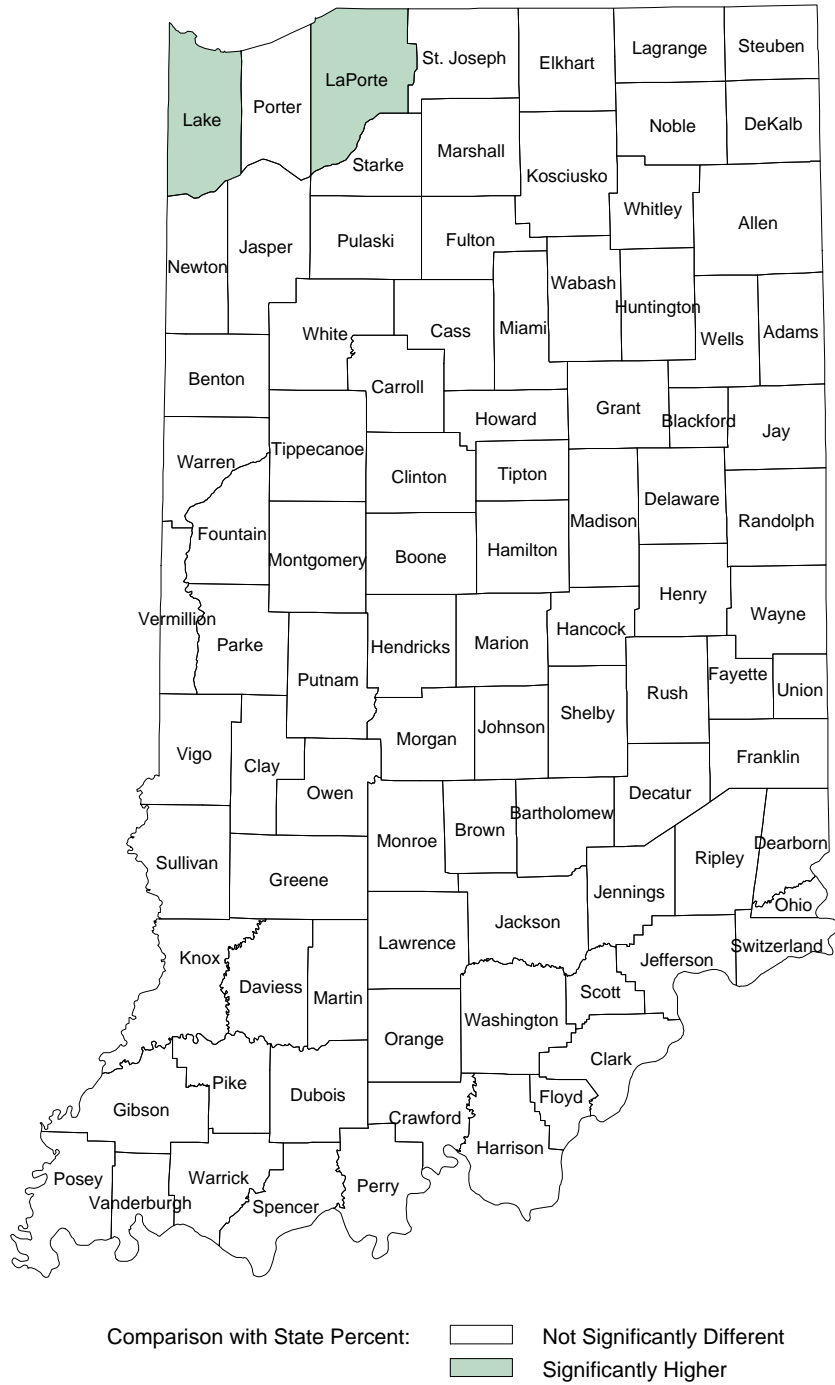 St. Joseph
Elkhart
Lagrange
Steuben
LaPorte
Porter
Lake
Noble
DeKalb
Starke
Marshall
Kosciusko
Whitley
Allen
Newton
Jasper
Pulaski
Fulton
Wabash
Huntington
White
Cass
Miami
Wells
Adams
Benton
Carroll
Howard
Grant
Blackford
Jay
Warren
Tippecanoe
Clinton
Tipton
Madison
Delaware
Randolph
Fountain
Montgomery
Boone
Hamilton
Henry
Wayne
Vermillion
Parke
Putnam
Hendricks
Marion
Hancock
Rush
Fayette
Union
Vigo
Clay
Owen
Morgan
Johnson
Shelby
Franklin
Decatur
Sullivan
Greene
Monroe
Brown
Bartholomew
Jennings
Ripley
Dearborn
Ohio
Knox
Daviess
Martin
Lawrence
Jackson
Jefferson
Switzerland
Scott
Orange
Washington
Clark
Gibson
Pike
Dubois
Crawford
Floyd
Harrison
Posey
Vanderburgh
Warrick
Spencer
Perry
Comparison with State Percent: Not Significantly Different
Significantly Higher